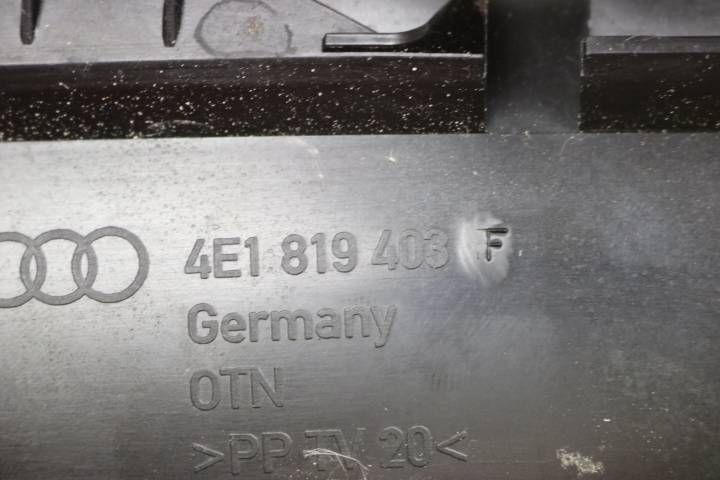 4E1 819 403 F
Germany
OTN
>PP TV 20<